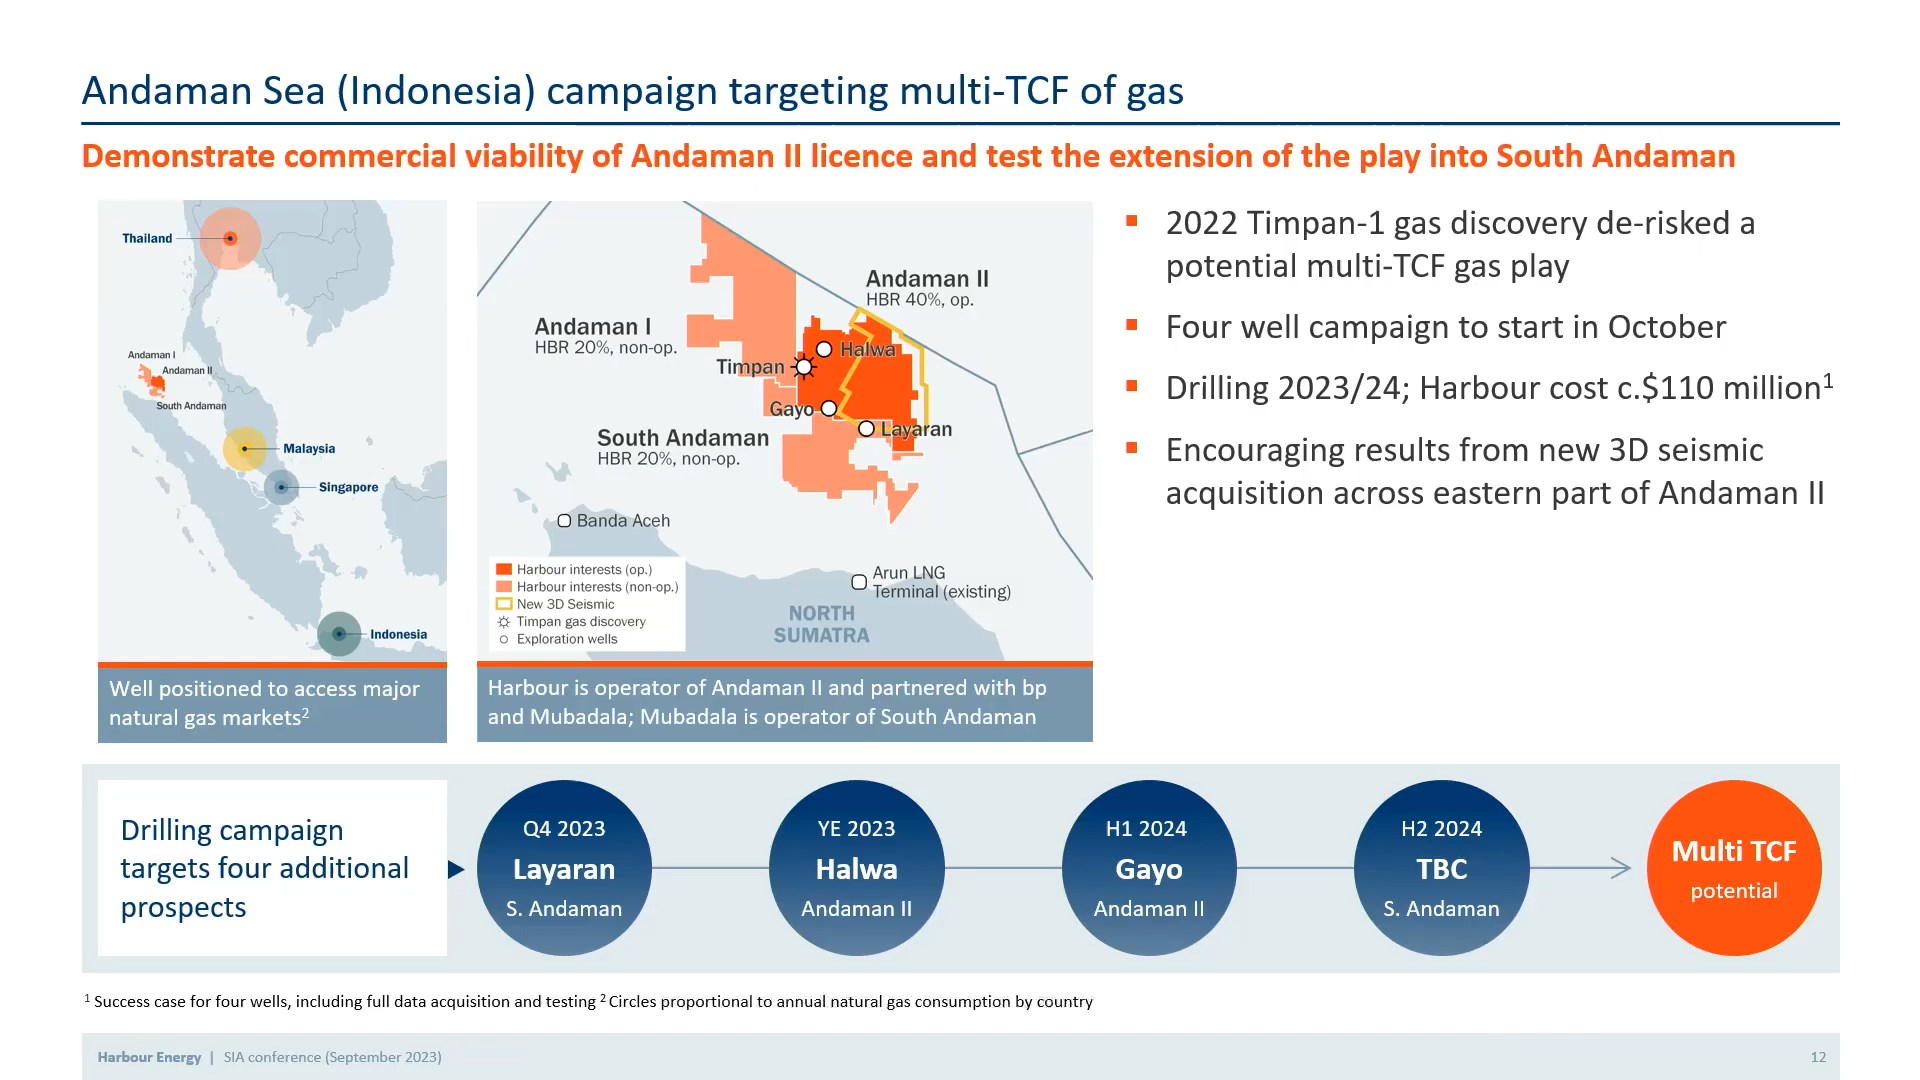 Andaman Sea (Indonesia) campaign targeting multi-TCF of gas
Demonstrate commercial viability of Andaman II licence and test the extension of the play into South Andaman
Thailand
Andaman I
Andaman II
South Andaman
Malaysia
Singapore
Indonesia
Well positioned to access major
natural gas markets²
Andaman II
HBR 40%, op.
Andaman I
HBR 20%, non-op.
Halwa
Timpan
Gayo
Layaran
South Andaman
HBR 20%, non-op.
Banda Aceh
Arun LNG
Terminal (existing)
NORTH
SUMATRA
Harbour interests (op.)
Harbour interests (non-op.)
New 3D Seismic
Timpan gas discovery
Exploration wells
Harbour is operator of Andaman II and partnered with bp
and Mubadala; Mubadala is operator of South Andaman
▪ 2022 Timpan-1 gas discovery de-risked a
potential multi-TCF gas play
▪ Four well campaign to start in October
▪ Drilling 2023/24; Harbour cost c.$110 million¹
▪ Encouraging results from new 3D seismic
acquisition across eastern part of Andaman II
Drilling campaign
targets four additional
prospects
Q4 2023
Layaran
S. Andaman
YE 2023
Halwa
Andaman II
H1 2024
Gayo
Andaman II
H2 2024
TBC
S. Andaman
Multi TCF
potential
¹ Success case for four wells, including full data acquisition and testing ² Circles proportional to annual natural gas consumption by country
Harbour Energy | SIA conference (September 2023)
12